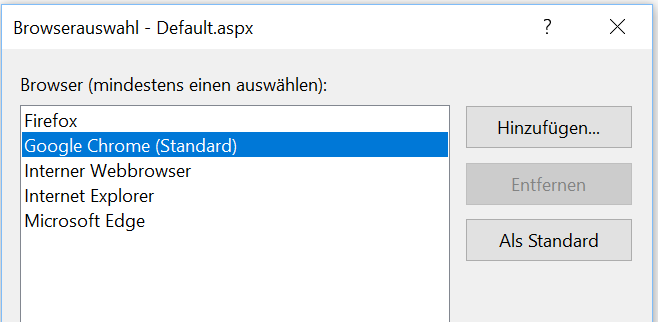 Browserauswahl - Default.aspx
Browser (mindestens einen auswählen):
Firefox
Google Chrome (Standard)
Interner Webbrowser
Internet Explorer
Microsoft Edge
Hinzufügen...
Entfernen
Als Standard